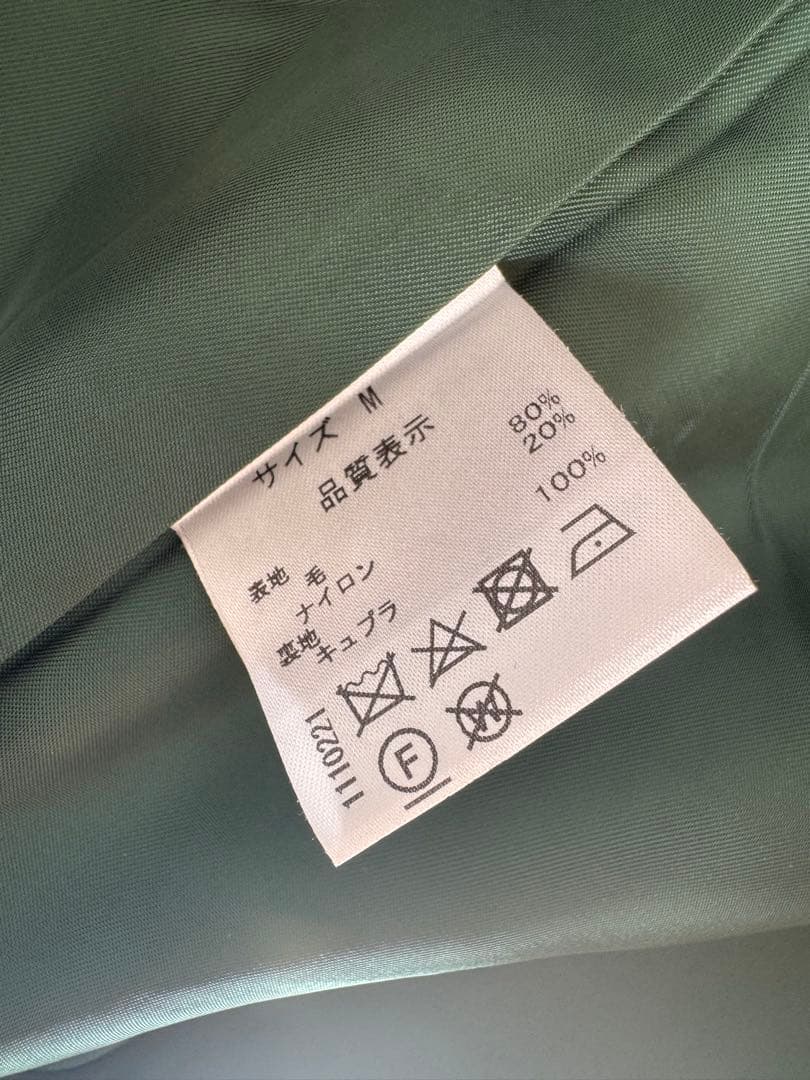 サイズ M
品質表示
表地 毛 80%
ナイロン 20%
裏地
キュプラ 100%
F
W
1110221